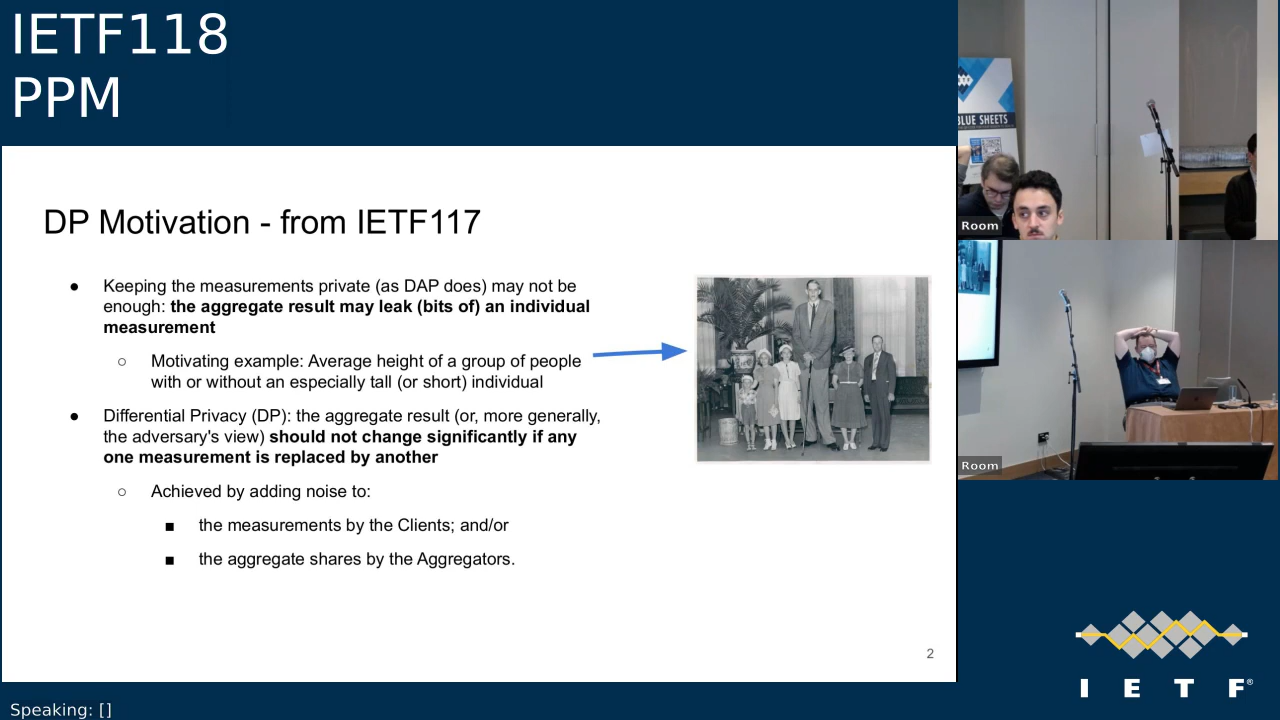 IETF118
PPM
DP Motivation - from IETF117
● Keeping the measurements private (as DAP does) may not be
enough: the aggregate result may leak (bits of) an individual
measurement
○ Motivating example: Average height of a group of people
with or without an especially tall (or short) individual
● Differential Privacy (DP): the aggregate result (or, more generally,
the adversary's view) should not change significantly if any
one measurement is replaced by another
○ Achieved by adding noise to:
■ the measurements by the Clients; and/or
■ the aggregate shares by the Aggregators.
2
BLUE SHEETS
Room
Room
I E T F®
Speaking: []